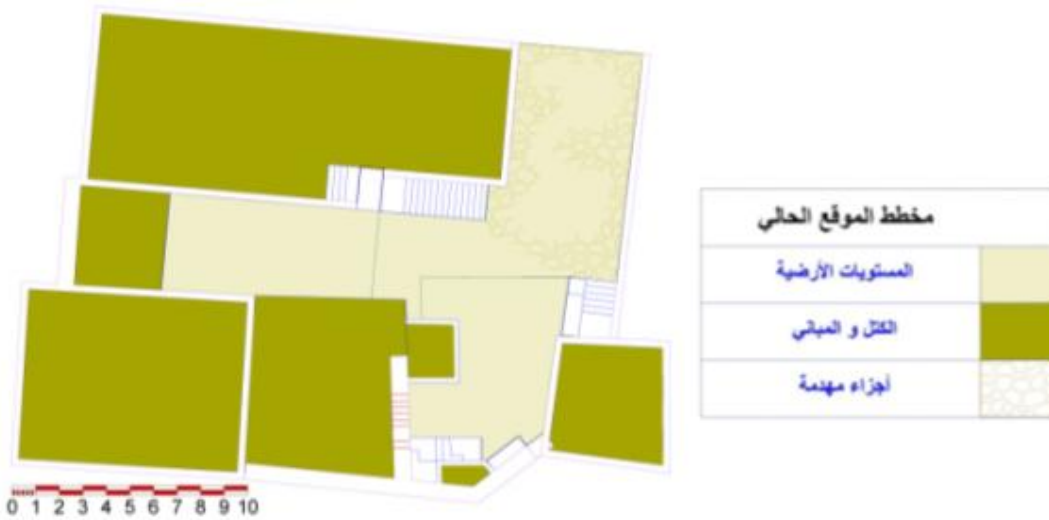 مخطط الموقع الحالي
المستويات الأرضية
الكتل و المباني
أجزاء مهدمة
0 1 2 3 4 5 6 7 8 9 10